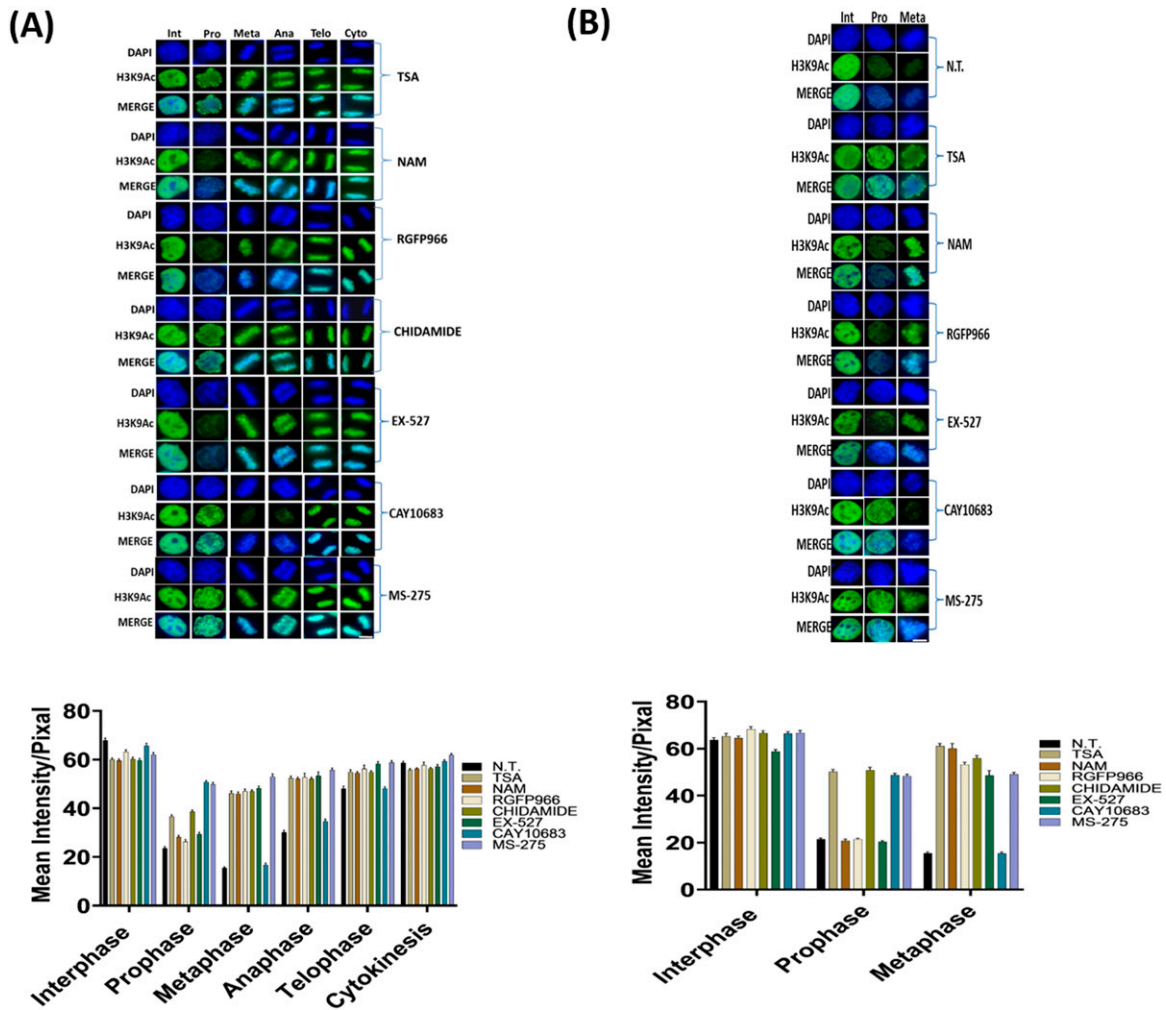 (A)
Int Pro Meta Ana Telo Cyto
DAPI
H3K9Ac
MERGE
TSA
DAPI
H3K9Ac
MERGE
NAM
DAPI
H3K9Ac
MERGE
RGFP966
DAPI
H3K9Ac
MERGE
CHIDAMIDE
DAPI
H3K9Ac
MERGE
EX-527
DAPI
H3K9Ac
MERGE
CAY10683
DAPI
H3K9Ac
MERGE
MS-275
(B)
Int Pro Meta
DAPI
H3K9Ac
MERGE
N.T.
DAPI
H3K9Ac
MERGE
TSA
DAPI
H3K9Ac
MERGE
NAM
DAPI
H3K9Ac
MERGE
RGFP966
DAPI
H3K9Ac
MERGE
EX-527
DAPI
H3K9Ac
MERGE
CAY10683
DAPI
H3K9Ac
MERGE
MS-275
Mean Intensity/Pixal
80
60
40
20
0
Interphase
Prophase
Metaphase
Anaphase
Telophase
Cytokinesis
N.T.
TSA
NAM
RGFP966
CHIDAMIDE
EX-527
CAY10683
MS-275
Mean Intensity/Pixal
80
60
40
20
0
Interphase
Prophase
Metaphase
N.T.
TSA
NAM
RGFP966
CHIDAMIDE
EX-527
CAY10683
MS-275